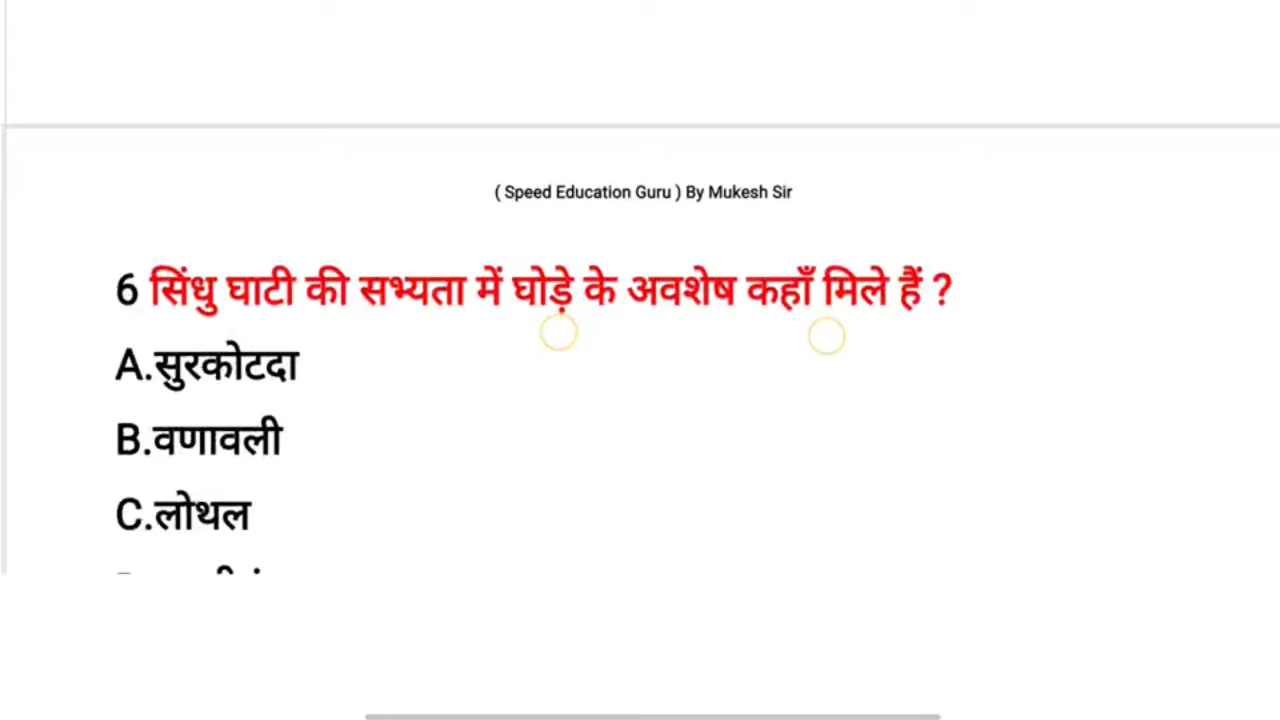 ( Speed Education Guru ) By Mukesh Sir
6 सिंधु घाटी की सभ्यता में घोड़े के अवशेष कहाँ मिले हैं ?
A.सुरकोटदा
B.वणावली
C.लोथल